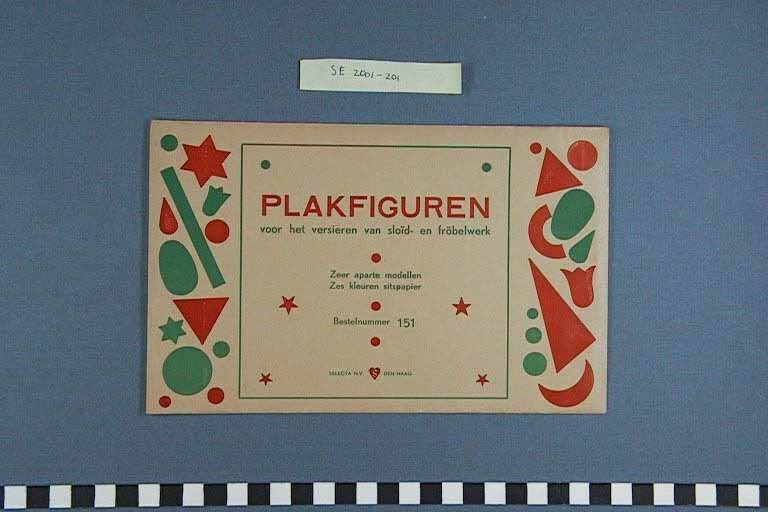 SE 2001-201
PLAKFIGUREN
voor het versieren van sloïd- en fröbelwerk
Zeer aparte modellen
Zes kleuren sitspapier
Bestelnummer 151
SELECTA N.V. S DEN HAAG